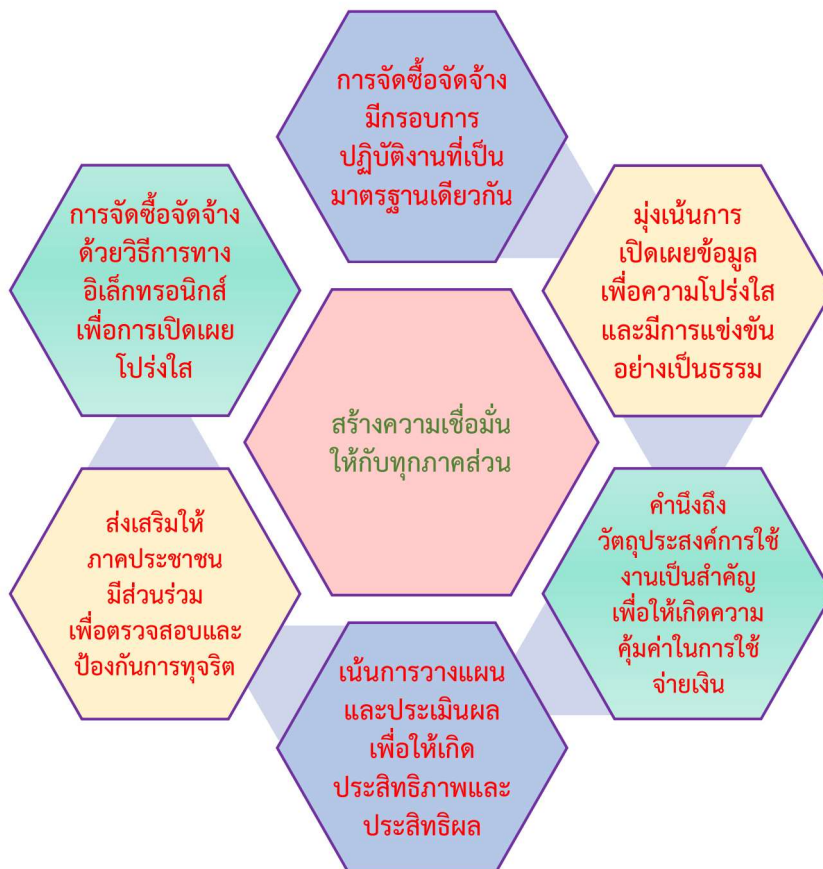 การจัดซื้อจัดจ้าง
มีกรอบการ
ปฏิบัติงานที่เป็น
มาตรฐานเดียวกัน
มุ่งเน้นการ
เปิดเผยข้อมูล
เพื่อความโปร่งใส
และมีการแข่งขัน
อย่างเป็นธรรม
คำนึงถึง
วัตถุประสงค์การใช้
งานเป็นสำคัญ
เพื่อให้เกิดความ
คุ้มค่าในการใช้
จ่ายเงิน
เน้นการวางแผน
และประเมินผล
เพื่อให้เกิด
ประสิทธิภาพและ
ประสิทธิผล
ส่งเสริมให้
ภาคประชาชน
มีส่วนร่วม
เพื่อตรวจสอบและ
ป้องกันการทุจริต
การจัดซื้อจัดจ้าง
ด้วยวิธีการทาง
อิเล็กทรอนิกส์
เพื่อการเปิดเผย
โปร่งใส
สร้างความเชื่อมั่น
ให้กับทุกภาคส่วน